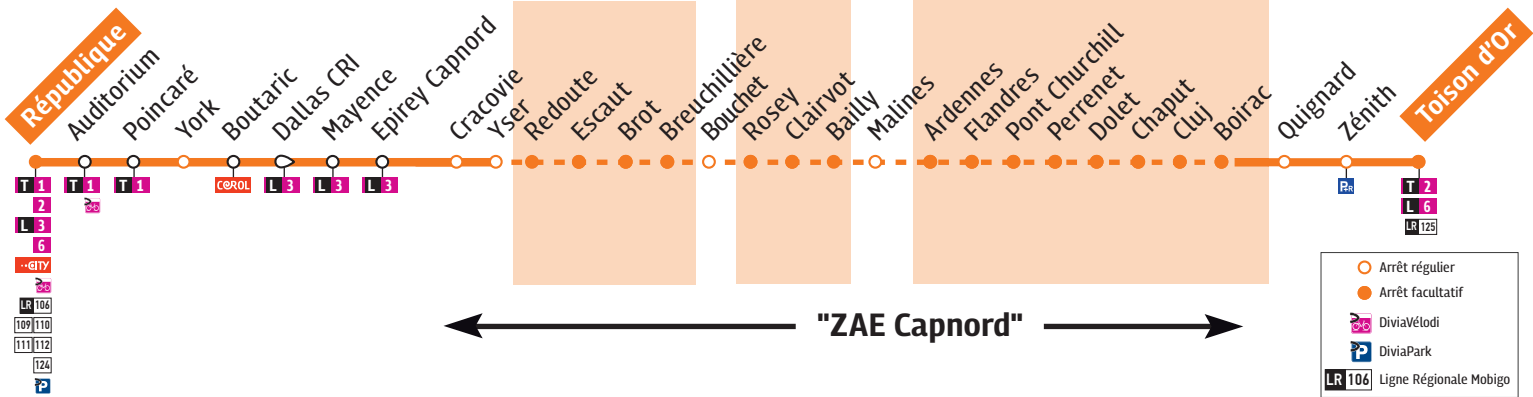 République
Auditorium
Poincaré
York
Boutaric
Dallas CRI
Mayence
Epirey Capnord
Cracovie
Yser
Redoute
Escaut
Brot
Breuchillière
Bouchet
Rosey
Clairvot
Bailly
Malines
Ardennes
Flandres
Pont Churchill
Perrenet
Dolet
Chaput
Cluj
Boirac
Quignard
Zénith
Toison d'Or
T 1
2
L 3
6
CITY
LR 106
109 110
111 112
124
P
T 1
T 1
COROL
L 3
L 3
L 3
P+R
T 2
L 6
LR 125
"ZAE Capnord"
Arrêt régulier
Arrêt facultatif
DiviaVélodi
P DiviaPark
LR 106 Ligne Régionale Mobigo